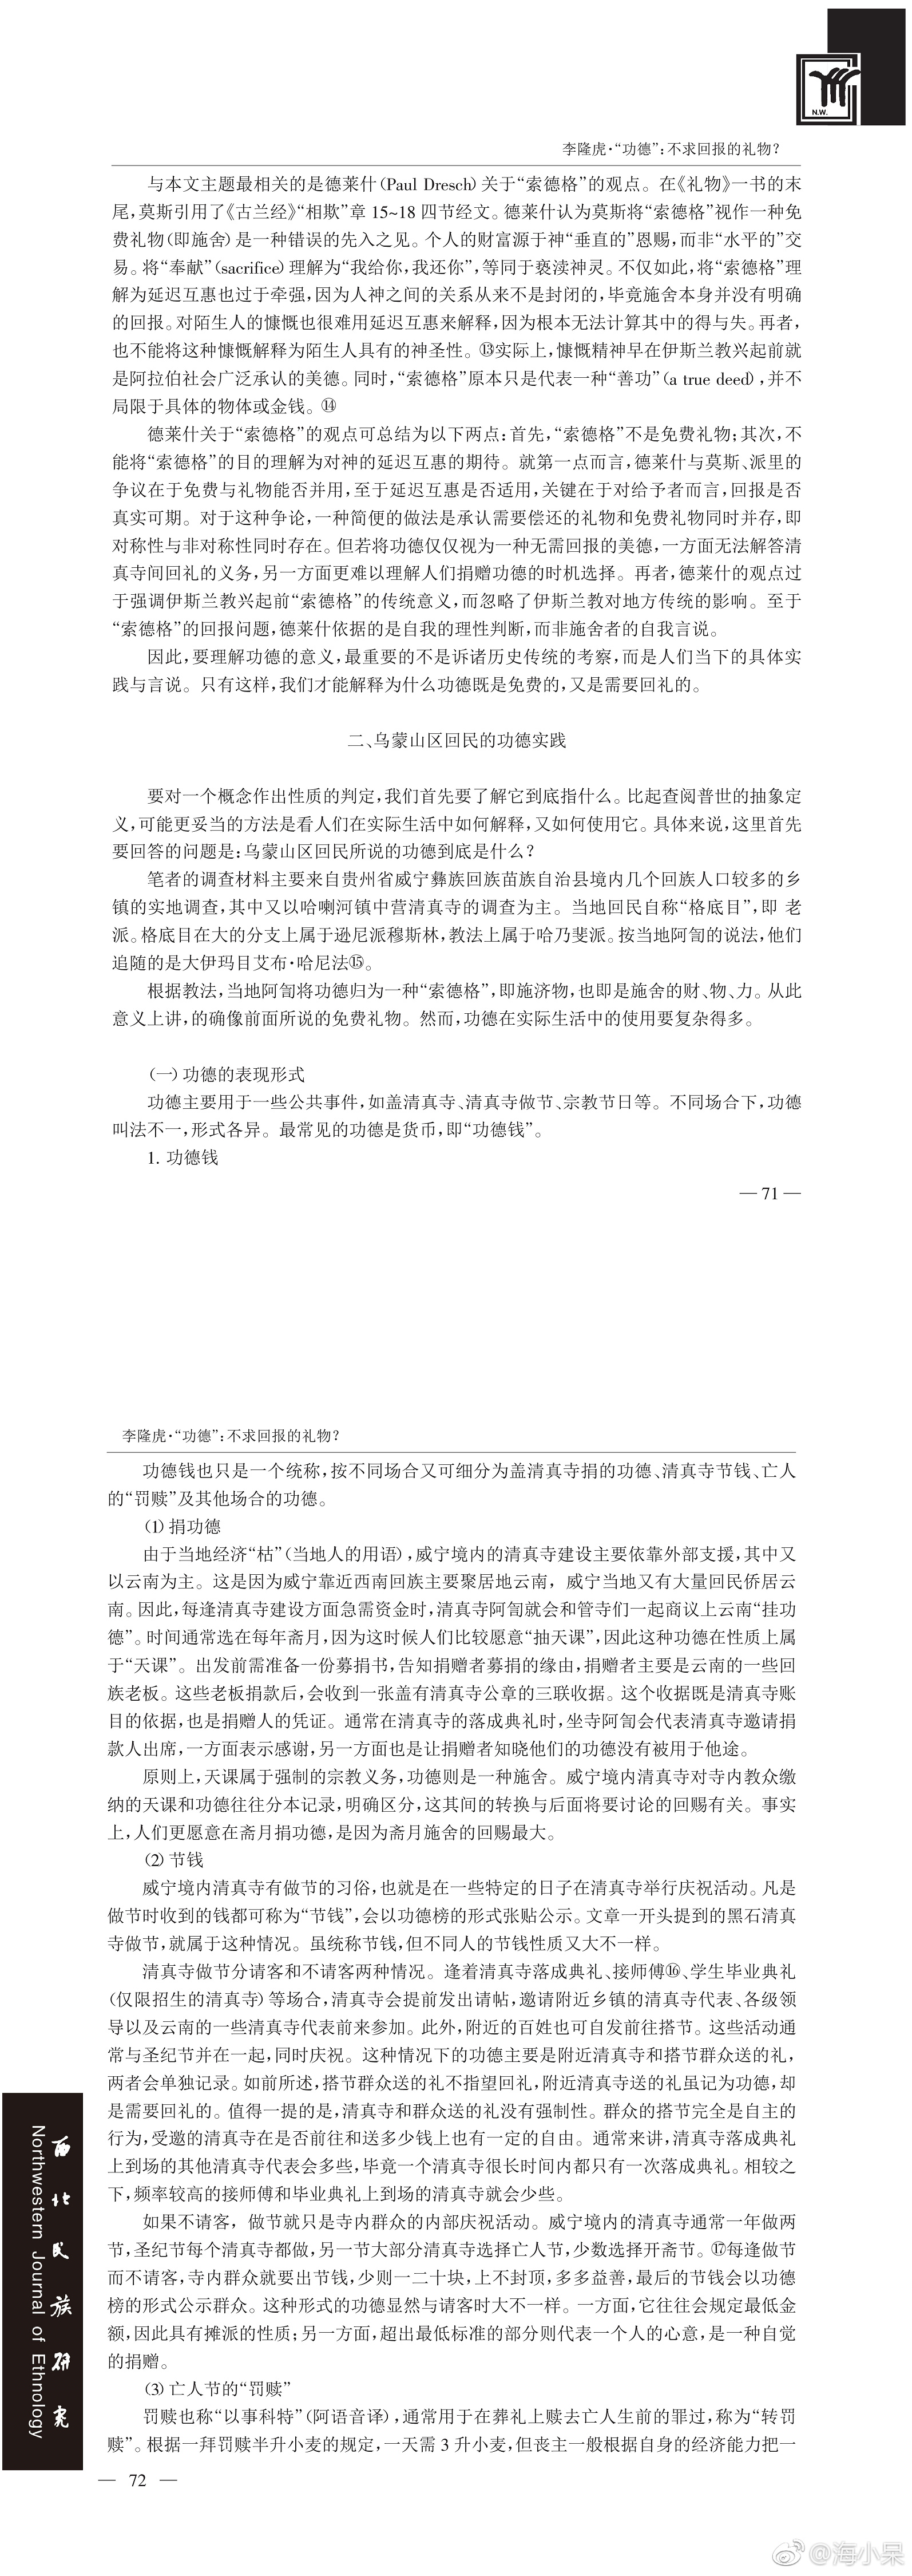 N.W.
李隆虎·“功德”:不求回报的礼物?
与本文主题最相关的是德莱什(Paul Dresch)关于“索德格”的观点。在《礼物》一书的末
尾,莫斯引用了《古兰经》“相欺”章 15~18 四节经文。德莱什认为莫斯将“索德格”视作一种免
费礼物(即施舍)是一种错误的先入之见。个人的财富源于神“垂直的”恩赐,而非“水平的”交
易。将“奉献”(sacrifice)理解为“我给你,我还你”,等同于亵渎神灵。不仅如此,将“索德格”理
解为延迟互惠也过于牵强,因为人神之间的关系从来不是封闭的,毕竟施舍本身并没有明确
的回报。对陌生人的慷慨也很难用延迟互惠来解释,因为根本无法计算其中的得与失。再者,
也不能将这种慷慨解释为陌生人具有的神圣性。⑬实际上,慷慨精神早在伊斯兰教兴起前就
是阿拉伯社会广泛承认的美德。同时,“索德格”原本只是代表一种“善功”(a true deed),并不
局限于具体的物体或金钱。⑭
德莱什关于“索德格”的观点可总结为以下两点:首先,“索德格”不是免费礼物;其次,不
能将“索德格”的目的理解为对神的延迟互惠的期待。就第一点而言,德莱什与莫斯、派里的
争议在于免费与礼物能否并用,至于延迟互惠是否适用,关键在于对给予者而言,回报是否
真实可期。对于这种争论,一种简便的做法是承认需要偿还的礼物和免费礼物同时并存,即
对称性与非对称性同时存在。但若将功德仅仅视为一种无需回报的美德,一方面无法解答清
真寺间回礼的义务,另一方面更难以理解人们捐赠功德的时机选择。再者,德莱什的观点过
于强调伊斯兰教兴起前“索德格”的传统意义,而忽略了伊斯兰教对地方传统的影响。至于
“索德格”的回报问题,德莱什依据的是自我的理性判断,而非施舍者的自我言说。
因此,要理解功德的意义,最重要的不是诉诸历史传统的考察,而是人们当下的具体实
践与言说。只有这样,我们才能解释为什么功德既是免费的,又是需要回礼的。
二、乌蒙山区回民的功德实践
要对一个概念作出性质的判定,我们首先要了解它到底指什么。比起查阅普世的抽象定
义,可能更妥当的方法是看人们在实际生活中如何解释,又如何使用它。具体来说,这里首先
要回答的问题是:乌蒙山区回民所说的功德到底是什么?
笔者的调查材料主要来自贵州省威宁彝族回族苗族自治县境内几个回族人口较多的乡
镇的实地调查,其中又以哈喇河镇中营清真寺的调查为主。当地回民自称“格底目”,即 老
派。格底目在大的分支上属于逊尼派穆斯林,教法上属于哈乃斐派。按当地阿訇的说法,他们
追随的是大伊玛目艾布·哈尼法⑮。
根据教法,当地阿訇将功德归为一种“索德格”,即施济物,也即是施舍的财、物、力。从此
意义上讲,的确像前面所说的免费礼物。然而,功德在实际生活中的使用要复杂得多。
(一)功德的表现形式
功德主要用于一些公共事件,如盖清真寺、清真寺做节、宗教节日等。不同场合下,功德
叫法不一,形式各异。最常见的功德是货币,即“功德钱”。
1. 功德钱
— 71 —
李隆虎·“功德”:不求回报的礼物?
功德钱也只是一个统称,按不同场合又可细分为盖清真寺捐的功德、清真寺节钱、亡人
的“罚赎”及其他场合的功德。
(1)捐功德
由于当地经济“枯”(当地人的用语),威宁境内的清真寺建设主要依靠外部支援,其中又
以云南为主。这是因为威宁靠近西南回族主要聚居地云南,威宁当地又有大量回民侨居云
南。因此,每逢清真寺建设方面急需资金时,清真寺阿訇就会和管寺们一起商议上云南“挂功
德”。时间通常选在每年斋月,因为这时候人们比较愿意“抽天课”,因此这种功德在性质上属
于“天课”。出发前需准备一份募捐书,告知捐赠者募捐的缘由,捐赠者主要是云南的一些回
族老板。这些老板捐款后,会收到一张盖有清真寺公章的三联收据。这个收据既是清真寺账
目的依据,也是捐赠人的凭证。通常在清真寺的落成典礼时,坐寺阿訇会代表清真寺邀请捐
款人出席,一方面表示感谢,另一方面也是让捐赠者知晓他们的功德没有被用于他途。
原则上,天课属于强制的宗教义务,功德则是一种施舍。威宁境内清真寺对寺内教众缴
纳的天课和功德往往分本记录,明确区分,这其间的转换与后面将要讨论的回赐有关。事实
上,人们更愿意在斋月捐功德,是因为斋月施舍的回赐最大。
(2)节钱
威宁境内清真寺有做节的习俗,也就是在一些特定的日子在清真寺举行庆祝活动。凡是
做节时收到的钱都可称为“节钱”,会以功德榜的形式张贴公示。文章一开头提到的黑石清真
寺做节,就属于这种情况。虽统称节钱,但不同人的节钱性质又大不一样。
清真寺做节分请客和不请客两种情况。逢着清真寺落成典礼、接师傅⑯、学生毕业典礼
(仅限招生的清真寺)等场合,清真寺会提前发出请帖,邀请附近乡镇的清真寺代表、各级领
导以及云南的一些清真寺代表前来参加。此外,附近的百姓也可自发前往搭节。这些活动通
常与圣纪节并在一起,同时庆祝。这种情况下的功德主要是附近清真寺和搭节群众送的礼,
两者会单独记录。如前所述,搭节群众送的礼不指望回礼,附近清真寺送的礼虽记为功德,却
是需要回礼的。值得一提的是,清真寺和群众送的礼没有强制性。群众的搭节完全是自主的
行为,受邀的清真寺在是否前往和送多少钱上也有一定的自由。通常来讲,清真寺落成典礼
上到场的其他清真寺代表会多些,毕竟一个清真寺很长时间内都只有一次落成典礼。相较之
下,频率较高的接师傅和毕业典礼上到场的清真寺就会少些。
如果不请客,做节就只是寺内群众的内部庆祝活动。威宁境内的清真寺通常一年做两
节,圣纪节每个清真寺都做,另一节大部分清真寺选择亡人节,少数选择开斋节。⑰每逢做节
而不请客,寺内群众就要出节钱,少则一二十块,上不封顶,多多益善,最后的节钱会以功德
榜的形式公示群众。这种形式的功德显然与请客时大不一样。一方面,它往往会规定最低金
额,因此具有摊派的性质;另一方面,超出最低标准的部分则代表一个人的心意,是一种自觉
的捐赠。
(3)亡人节的“罚赎”
罚赎也称“以事科特”(阿语音译),通常用于在葬礼上赎去亡人生前的罪过,称为“转罚
赎”。根据一拜罚赎半升小麦的规定,一天需 3 升小麦,但丧主一般根据自身的经济能力把一
西北民族研究
Northwestern Journal of Ethnology
— 72 —
@海小呆